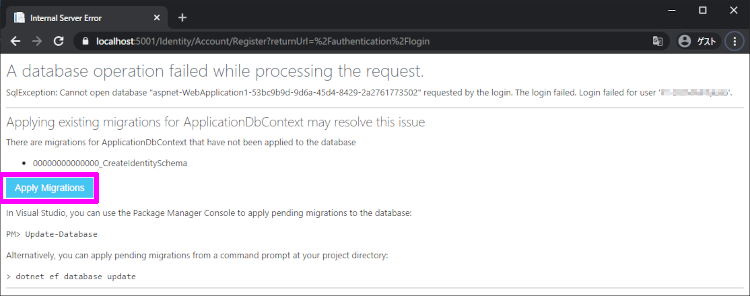 Internal Server Error
localhost:5001/Identity/Account/Register?returnUrl=%2Fauthentication%2Flogin
ゲスト
A database operation failed while processing the request.
SqlException: Cannot open database "aspnet-WebApplication1-53bc9b9d-9d6a-45d4-8429-2a2761773502" requested by the login. The login failed. Login failed for user ' '.
Applying existing migrations for ApplicationDbContext may resolve this issue
There are migrations for ApplicationDbContext that have not been applied to the database
00000000000000_CreateIdentitySchema
Apply Migrations
In Visual Studio, you can use the Package Manager Console to apply pending migrations to the database:
PM> Update-Database
Alternatively, you can apply pending migrations from a command prompt at your project directory:
> dotnet ef database update